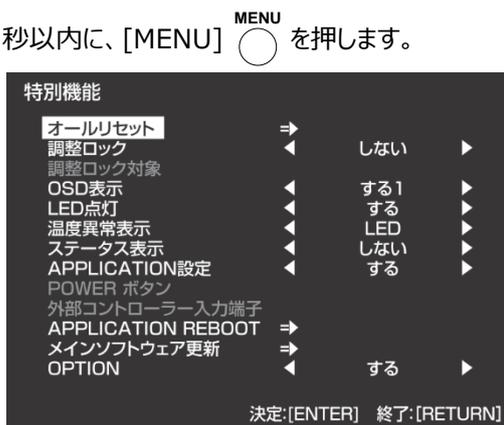 MENU
秒以内に、[MENU] を押します。
特別機能
オールリセット
調整ロック しない
調整ロック対象
OSD表示 する1
LED点灯 する
温度異常表示 LED
ステータス表示 しない
APPLICATION設定 する
POWER ボタン
外部コントローラー入力端子
APPLICATION REBOOT
メインソフトウェア更新
OPTION する
決定:[ENTER] 終了:[RETURN]